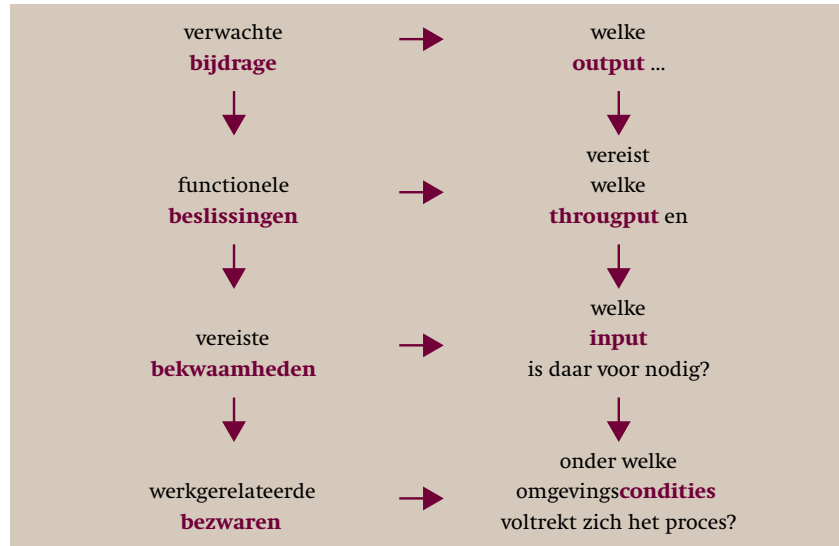 verwachte
bijdrage
welke
output ...
functionele
beslissingen
vereist
welke
througput en
vereiste
bekwaamheden
welke
input
is daar voor nodig?
werkgerelateerde
bezwaren
onder welke
omgevingscondities
voltrekt zich het proces?